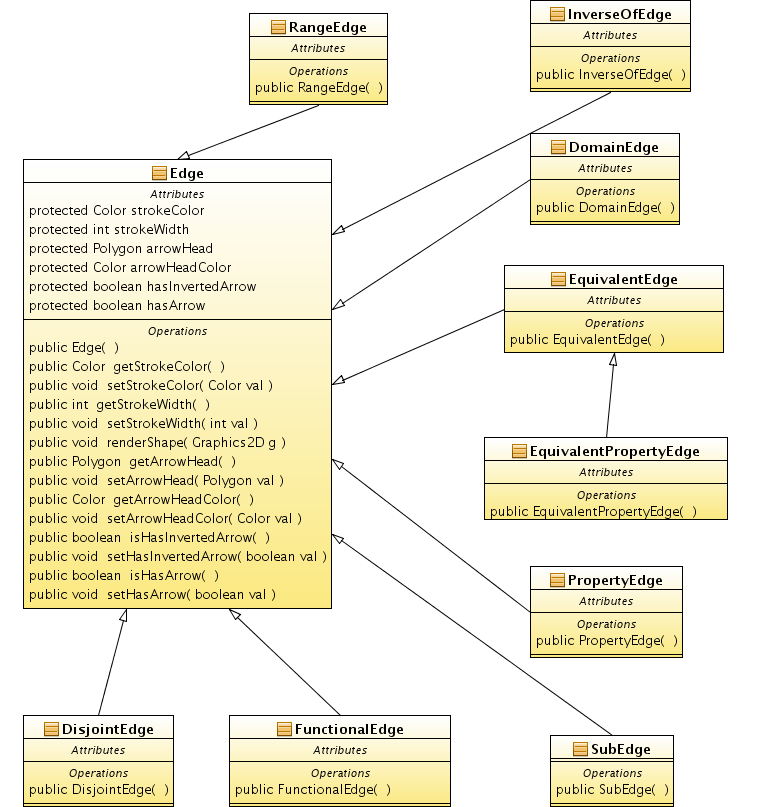 RangeEdge
Attributes
Operations
public RangeEdge(  )
InverseOfEdge
Attributes
Operations
public InverseOfEdge(  )
DomainEdge
Attributes
Operations
public DomainEdge(  )
Edge
Attributes
protected Color strokeColor
protected int strokeWidth
protected Polygon arrowHead
protected Color arrowHeadColor
protected boolean hasInvertedArrow
protected boolean hasArrow
Operations
public Edge(  )
public Color  getStrokeColor(  )
public void  setStrokeColor( Color val )
public int  getStrokeWidth(  )
public void  setStrokeWidth( int val )
public void  renderShape( Graphics2D g )
public Polygon  getArrowHead(  )
public void  setArrowHead( Polygon val )
public Color  getArrowHeadColor(  )
public void  setArrowHeadColor( Color val )
public boolean  isHasInvertedArrow(  )
public void  setHasInvertedArrow( boolean val )
public boolean  isHasArrow(  )
public void  setHasArrow( boolean val )
EquivalentEdge
Attributes
Operations
public EquivalentEdge(  )
EquivalentPropertyEdge
Attributes
Operations
public EquivalentPropertyEdge(  )
PropertyEdge
Attributes
Operations
public PropertyEdge(  )
DisjointEdge
Attributes
Operations
public DisjointEdge(  )
FunctionalEdge
Attributes
Operations
public FunctionalEdge(  )
SubEdge
Operations
public SubEdge(  )